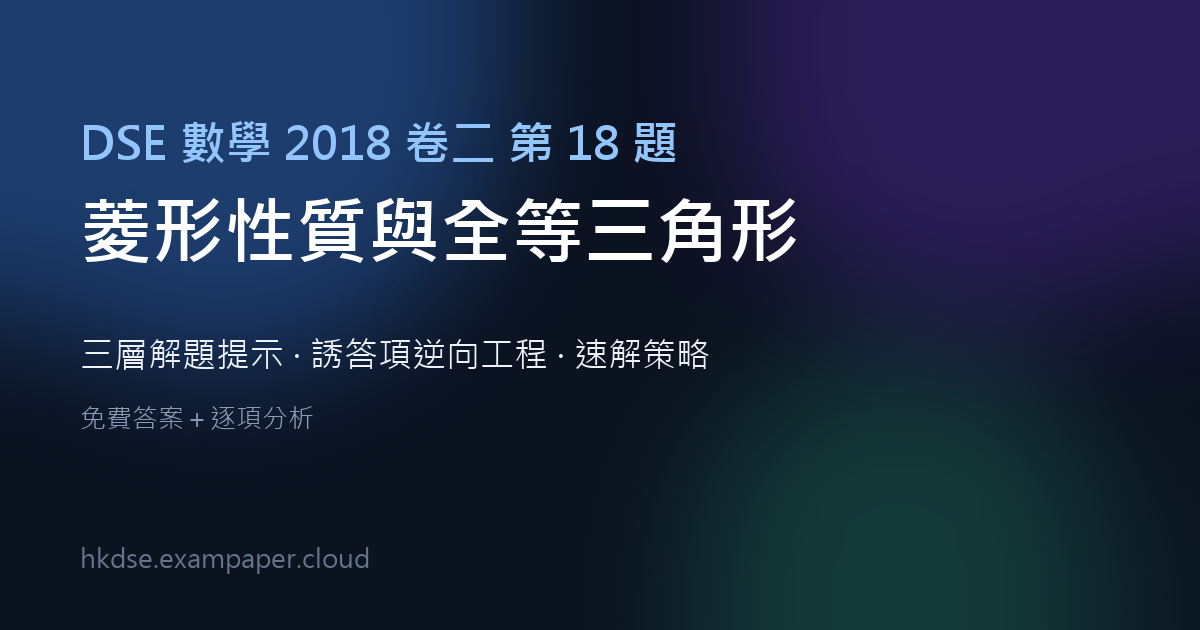 DSE 數學 2018 卷二 第 18 題
菱形性質與全等三角形
三層解題提示 · 誘答項逆向工程 · 速解策略
免費答案 + 逐項分析
hkdse.exampaper.cloud